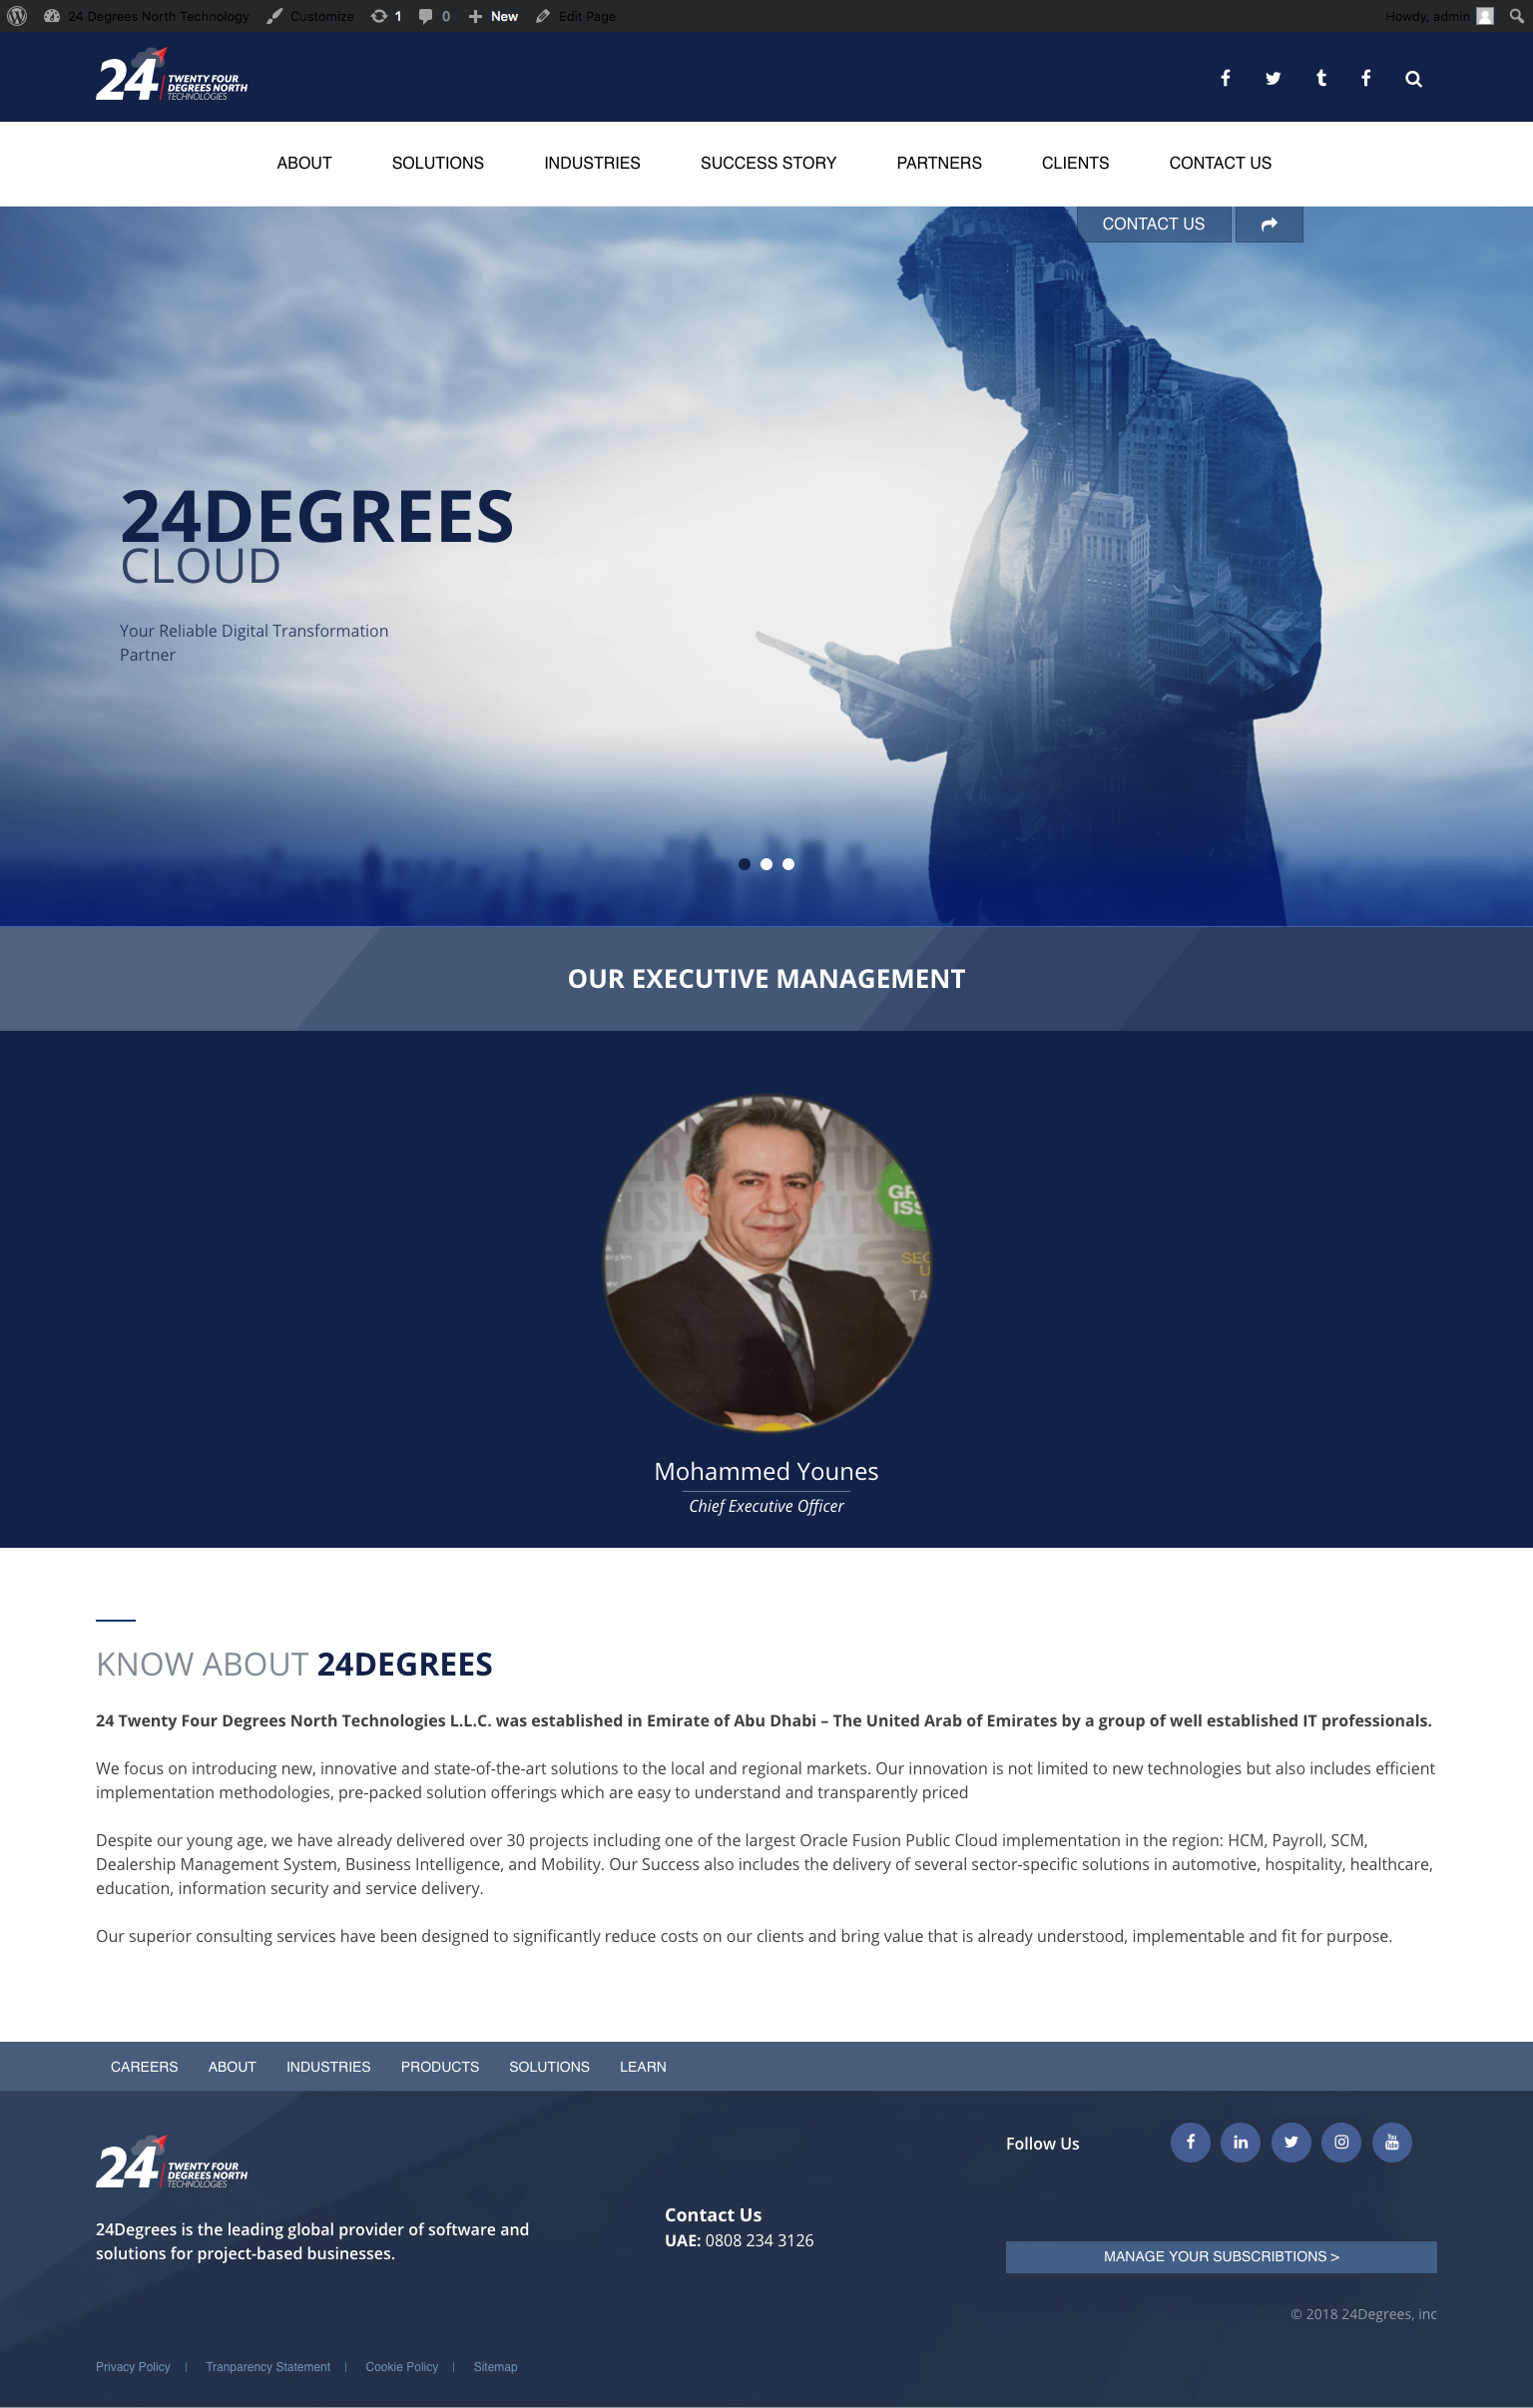 24 Degrees North Technology Customize 1 0 New Edit Page Howdy, admin
24 TWENTY FOUR
DEGREES NORTH
TECHNOLOGIES
ABOUT SOLUTIONS INDUSTRIES SUCCESS STORY PARTNERS CLIENTS CONTACT US
CONTACT US
24DEGREES
CLOUD
Your Reliable Digital Transformation
Partner
OUR EXECUTIVE MANAGEMENT
GR
ISS
Mohammed Younes
Chief Executive Officer
KNOW ABOUT 24DEGREES
24 Twenty Four Degrees North Technologies L.L.C. was established in Emirate of Abu Dhabi – The United Arab of Emirates by a group of well established IT professionals.
We focus on introducing new, innovative and state-of-the-art solutions to the local and regional markets. Our innovation is not limited to new technologies but also includes efficient
implementation methodologies, pre-packed solution offerings which are easy to understand and transparently priced
Despite our young age, we have already delivered over 30 projects including one of the largest Oracle Fusion Public Cloud implementation in the region: HCM, Payroll, SCM,
Dealership Management System, Business Intelligence, and Mobility. Our Success also includes the delivery of several sector-specific solutions in automotive, hospitality, healthcare,
education, information security and service delivery.
Our superior consulting services have been designed to significantly reduce costs on our clients and bring value that is already understood, implementable and fit for purpose.
CAREERS ABOUT INDUSTRIES PRODUCTS SOLUTIONS LEARN
24 TWENTY FOUR
DEGREES NORTH
TECHNOLOGIES
24Degrees is the leading global provider of software and
solutions for project-based businesses.
Contact Us
UAE: 0808 234 3126
Follow Us
MANAGE YOUR SUBSCRIBTIONS >
© 2018 24Degrees, inc
Privacy Policy | Tranparency Statement | Cookie Policy | Sitemap